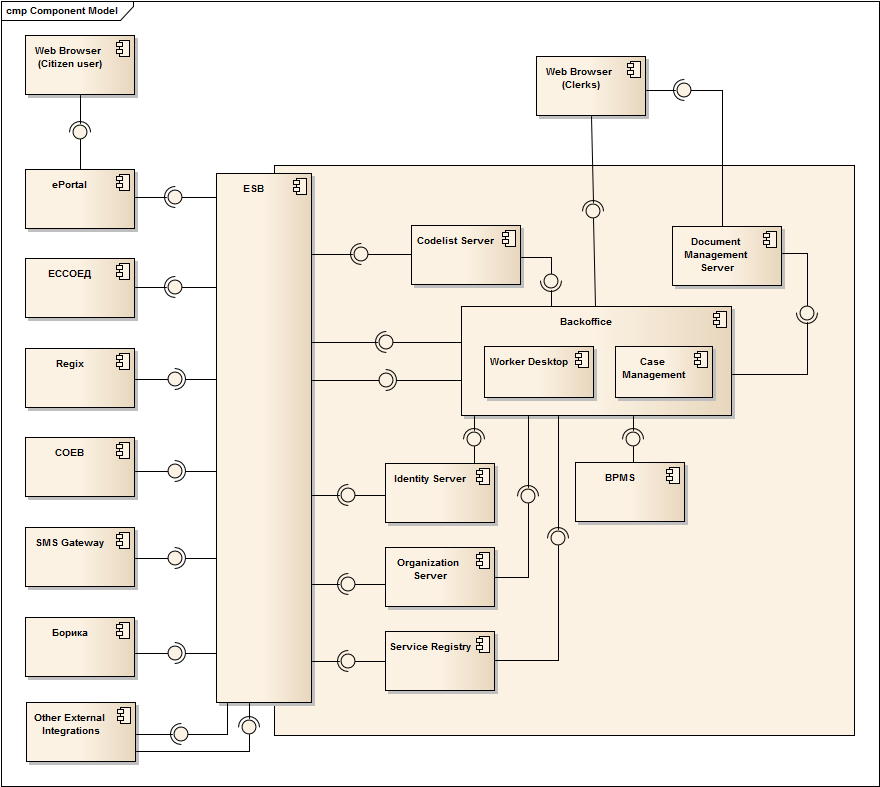 cmp Component Model
Web Browser
(Citizen user)
Web Browser
(Clerks)
ePortal
ESB
Codelist Server
Document
Management
Server
ЕССОЕД
Backoffice
Regix
Worker Desktop
Case
Management
СОЕВ
Identity Server
BPMS
SMS Gateway
Organization
Server
Борика
Service Registry
Other External
Integrations